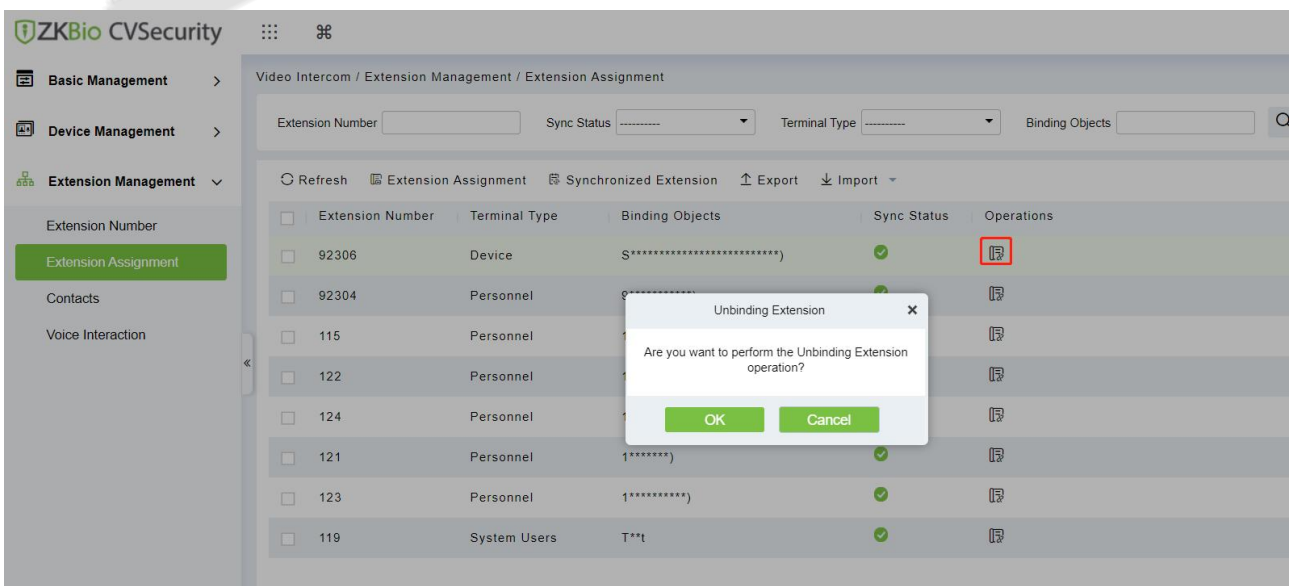 ZKBio CVSecurity
Basic Management
Device Management
Extension Management
Extension Number
Extension Assignment
Contacts
Voice Interaction
Video Intercom / Extension Management / Extension Assignment
Extension Number Sync Status ---------- Terminal Type ---------- Binding Objects
Refresh Extension Assignment Synchronized Extension Export Import
Extension Number Terminal Type Binding Objects Sync Status Operations
92306 Device S**************************)
92304 Personnel
115 Personnel
122 Personnel
124 Personnel
121 Personnel 1*******)
123 Personnel 1**********)
119 System Users T**t
Unbinding Extension
Are you want to perform the Unbinding Extension
operation?
OK Cancel